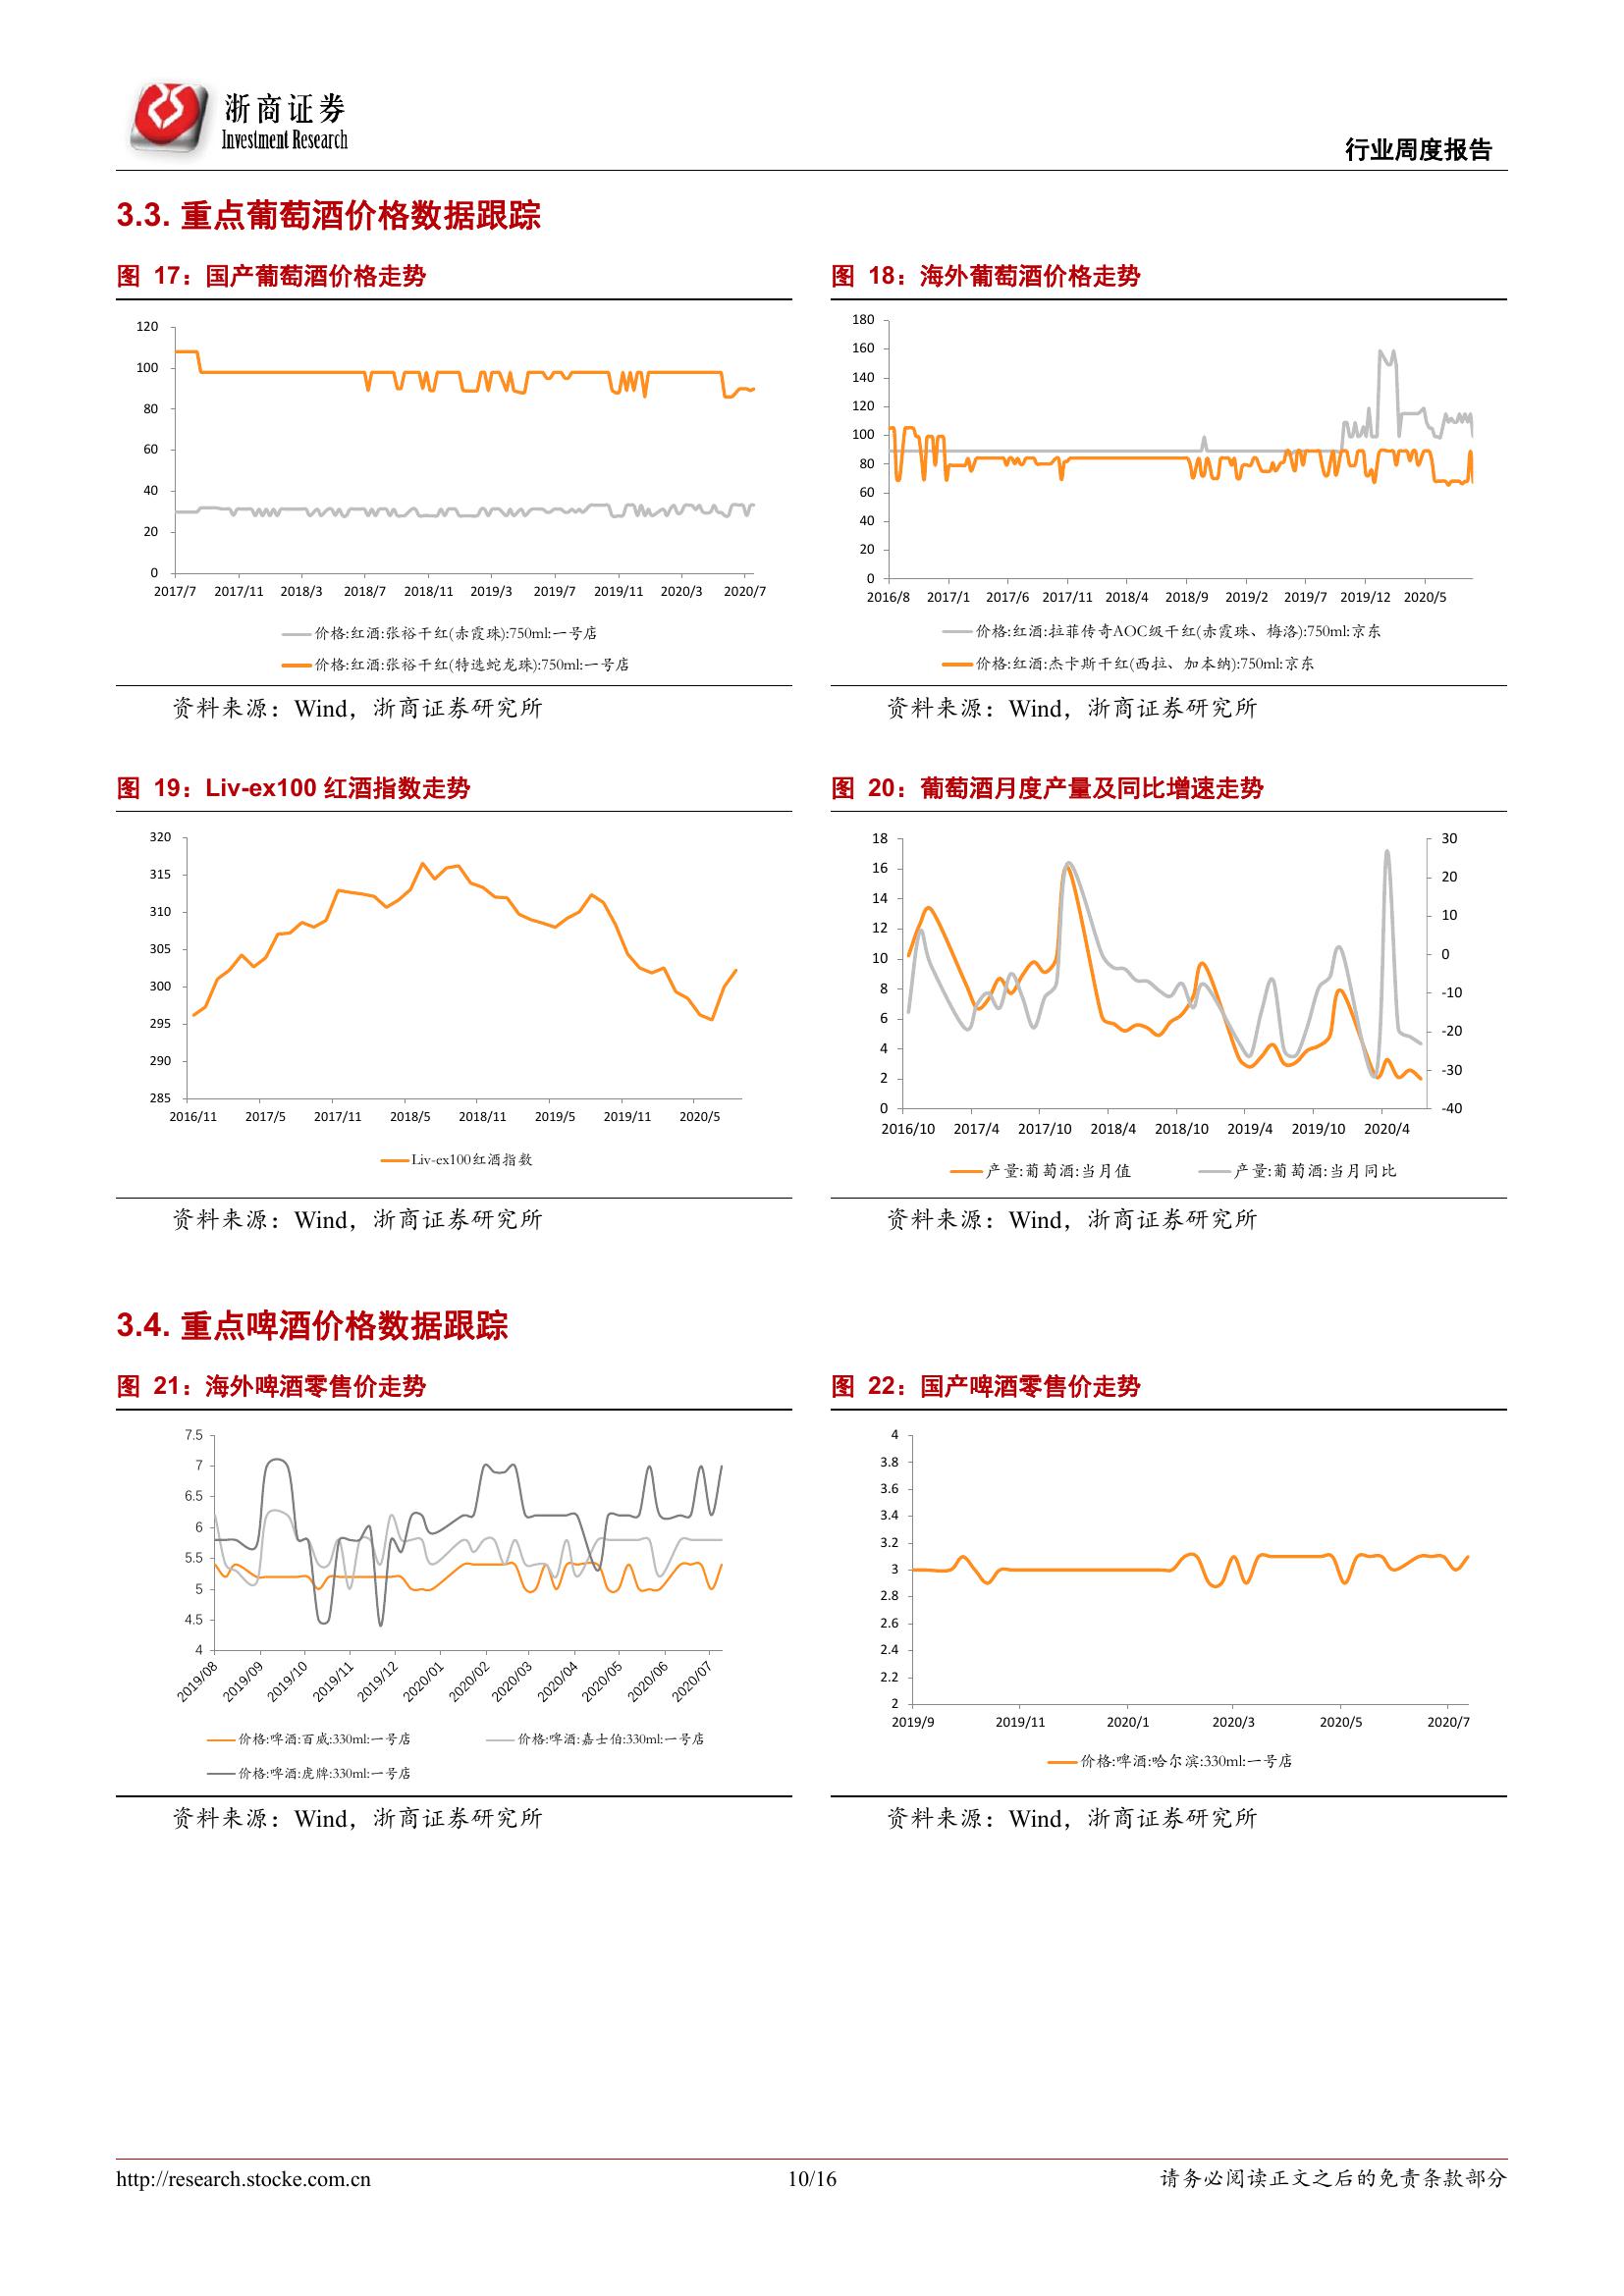 浙商证券
Investment Research
行业周度报告
3.3. 重点葡萄酒价格数据跟踪
图 17：国产葡萄酒价格走势
120
100
80
60
40
20
0
2017/7 2017/11 2018/3 2018/7 2018/11 2019/3 2019/7 2019/11 2020/3 2020/7
价格:红酒:张裕干红(赤霞珠):750ml:一号店
价格:红酒:张裕干红(特选蛇龙珠):750ml:一号店
资料来源：Wind，浙商证券研究所
图 18：海外葡萄酒价格走势
180
160
140
120
100
80
60
40
20
0
2016/8 2017/1 2017/6 2017/11 2018/4 2018/9 2019/2 2019/7 2019/12 2020/5
价格:红酒:拉菲传奇AOC级干红(赤霞珠、梅洛):750ml:京东
价格:红酒:杰卡斯干红(西拉、加本纳):750ml:京东
资料来源：Wind，浙商证券研究所
图 19：Liv-ex100 红酒指数走势
320
315
310
305
300
295
290
285
2016/11 2017/5 2017/11 2018/5 2018/11 2019/5 2019/11 2020/5
Liv-ex100红酒指数
资料来源：Wind，浙商证券研究所
图 20：葡萄酒月度产量及同比增速走势
18
16
14
12
10
8
6
4
2
0
30
20
10
0
-10
-20
-30
-40
2016/10 2017/4 2017/10 2018/4 2018/10 2019/4 2019/10 2020/4
产量:葡萄酒:当月值 产量:葡萄酒:当月同比
资料来源：Wind，浙商证券研究所
3.4. 重点啤酒价格数据跟踪
图 21：海外啤酒零售价走势
7.5
7
6.5
6
5.5
5
4.5
4
2019/08 2019/09 2019/10 2019/11 2019/12 2020/01 2020/02 2020/03 2020/04 2020/05 2020/06 2020/07
价格:啤酒:百威:330ml:一号店 价格:啤酒:嘉士伯:330ml:一号店
价格:啤酒:虎牌:330ml:一号店
资料来源：Wind，浙商证券研究所
图 22：国产啤酒零售价走势
4
3.8
3.6
3.4
3.2
3
2.8
2.6
2.4
2.2
2
2019/9 2019/11 2020/1 2020/3 2020/5 2020/7
价格:啤酒:哈尔滨:330ml:一号店
资料来源：Wind，浙商证券研究所
http://research.stocke.com.cn 10/16 请务必阅读正文之后的免责条款部分